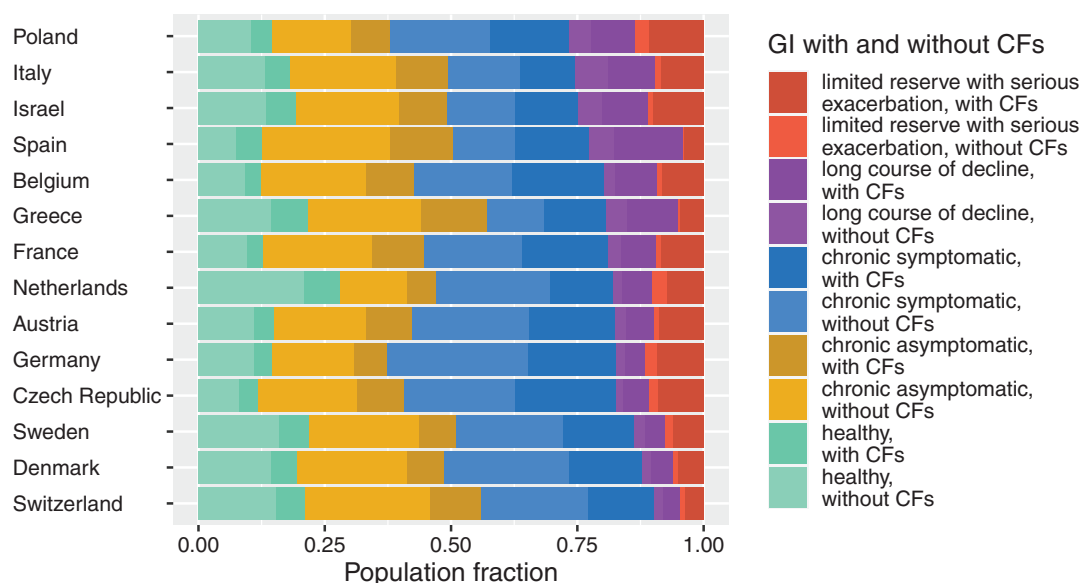 Poland
Italy
Israel
Spain
Belgium
Greece
France
Netherlands
Austria
Germany
Czech Republic
Sweden
Denmark
Switzerland
0.00 0.25 0.50 0.75 1.00
Population fraction
GI with and without CFs
limited reserve with serious
exacerbation, with CFs
limited reserve with serious
exacerbation, without CFs
long course of decline,
with CFs
long course of decline,
without CFs
chronic symptomatic,
with CFs
chronic symptomatic,
without CFs
chronic asymptomatic,
with CFs
chronic asymptomatic,
without CFs
healthy,
with CFs
healthy,
without CFs